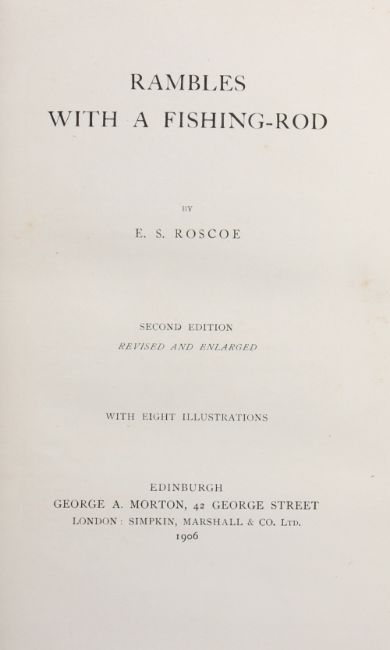 RAMBLES
WITH A FISHING-ROD
BY
E. S. ROSCOE
SECOND EDITION
REVISED AND ENLARGED
WITH EIGHT ILLUSTRATIONS
EDINBURGH
GEORGE A. MORTON, 42 GEORGE STREET
LONDON: SIMPKIN, MARSHALL & CO. LTD.
1906